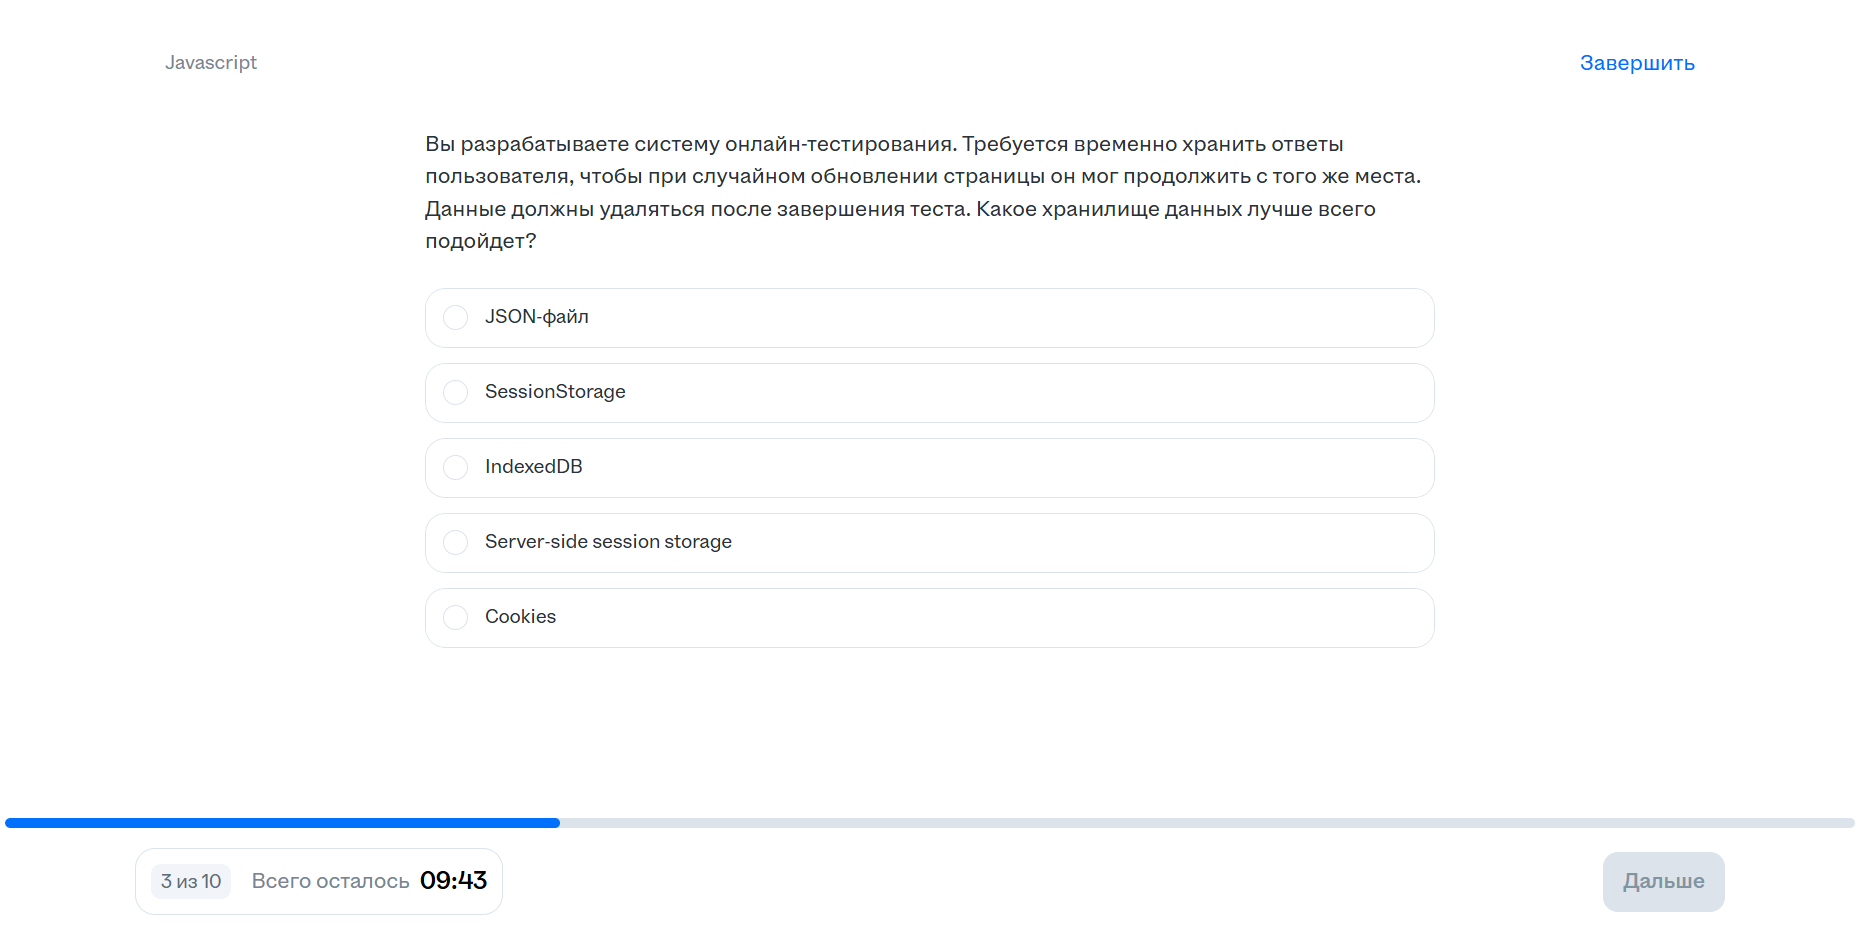 Javascript
Завершить
Вы разрабатываете систему онлайн-тестирования. Требуется временно хранить ответы
пользователя, чтобы при случайном обновлении страницы он мог продолжить с того же места.
Данные должны удаляться после завершения теста. Какое хранилище данных лучше всего
подойдет?
JSON-файл
SessionStorage
IndexedDB
Server-side session storage
Cookies
3 из 10
Всего осталось 09:43
Дальше